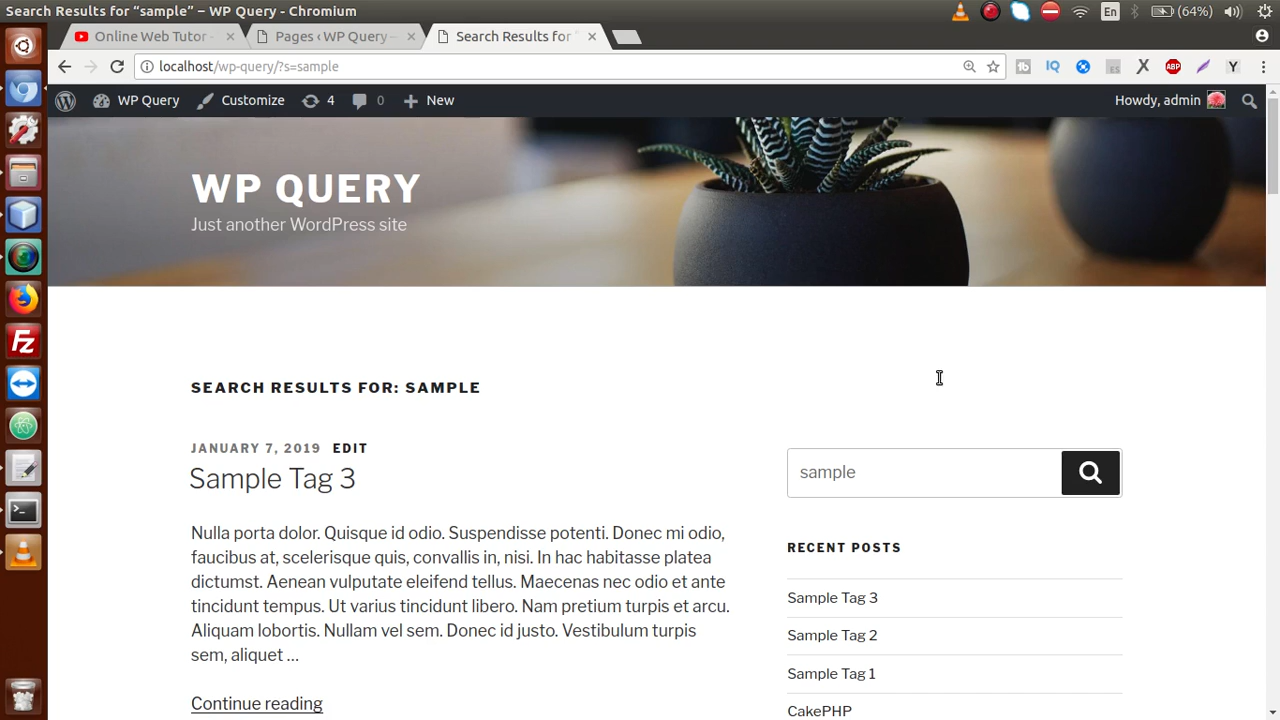 Search Results for “sample” – WP Query - Chromium
En
(64%)
Online Web Tutor -
Pages ‹ WP Query —
Search Results for
localhost/wp-query/?s=sample
IQ
ES
X
ABP
Y
WP Query
Customize
4
0
New
Howdy, admin
WP QUERY
Just another WordPress site
SEARCH RESULTS FOR: SAMPLE
JANUARY 7, 2019 EDIT
Sample Tag 3
Nulla porta dolor. Quisque id odio. Suspendisse potenti. Donec mi odio,
faucibus at, scelerisque quis, convallis in, nisi. In hac habitasse platea
dictumst. Aenean vulputate eleifend tellus. Maecenas nec odio et ante
tincidunt tempus. Ut varius tincidunt libero. Nam pretium turpis et arcu.
Aliquam lobortis. Nullam vel sem. Donec id justo. Vestibulum turpis
sem, aliquet …
Continue reading
sample
RECENT POSTS
Sample Tag 3
Sample Tag 2
Sample Tag 1
CakePHP